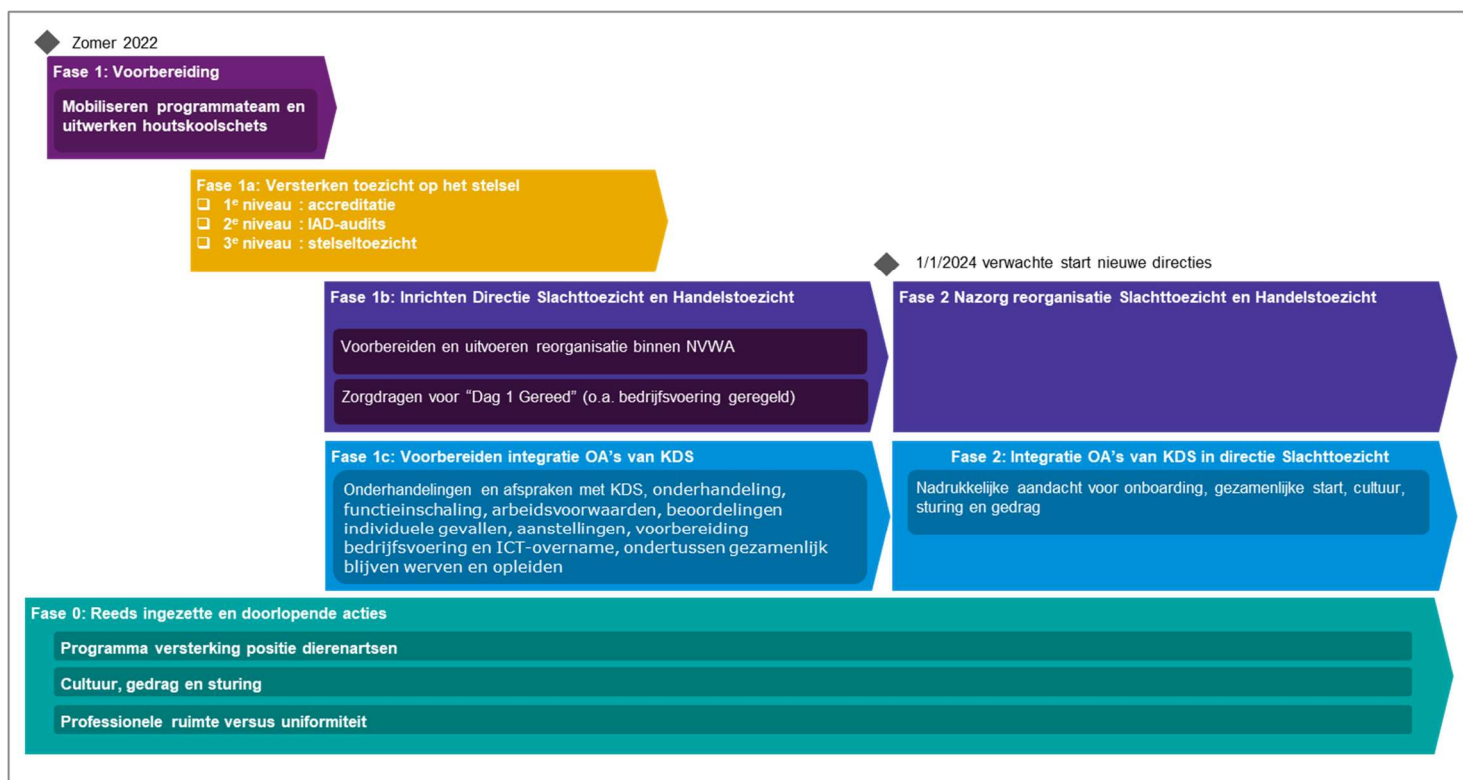 Zomer 2022
Fase 1: Voorbereiding
Mobiliseren programmateam en
uitwerken houtskoolschets
Fase 1a: Versterken toezicht op het stelsel
❑ 1e niveau : accreditatie
❑ 2e niveau : IAD-audits
❑ 3e niveau : stelseltoezicht
1/1/2024 verwachte start nieuwe directies
Fase 1b: Inrichten Directie Slachttoezicht en Handelstoezicht
Voorbereiden en uitvoeren reorganisatie binnen NVWA
Zorgdragen voor “Dag 1 Gereed” (o.a. bedrijfsvoering geregeld)
Fase 2 Nazorg reorganisatie Slachttoezicht en Handelstoezicht
Fase 1c: Voorbereiden integratie OA’s van KDS
Onderhandelingen en afspraken met KDS, onderhandeling,
functieinschaling, arbeidsvoorwaarden, beoordelingen
individuele gevallen, aanstellingen, voorbereiding
bedrijfsvoering en ICT-overname, ondertussen gezamenlijk
blijven werven en opleiden
Fase 2: Integratie OA’s van KDS in directie Slachttoezicht
Nadrukkelijke aandacht voor onboarding, gezamenlijke start, cultuur,
sturing en gedrag
Fase 0: Reeds ingezette en doorlopende acties
Programma versterking positie dierenartsen
Cultuur, gedrag en sturing
Professionele ruimte versus uniformiteit